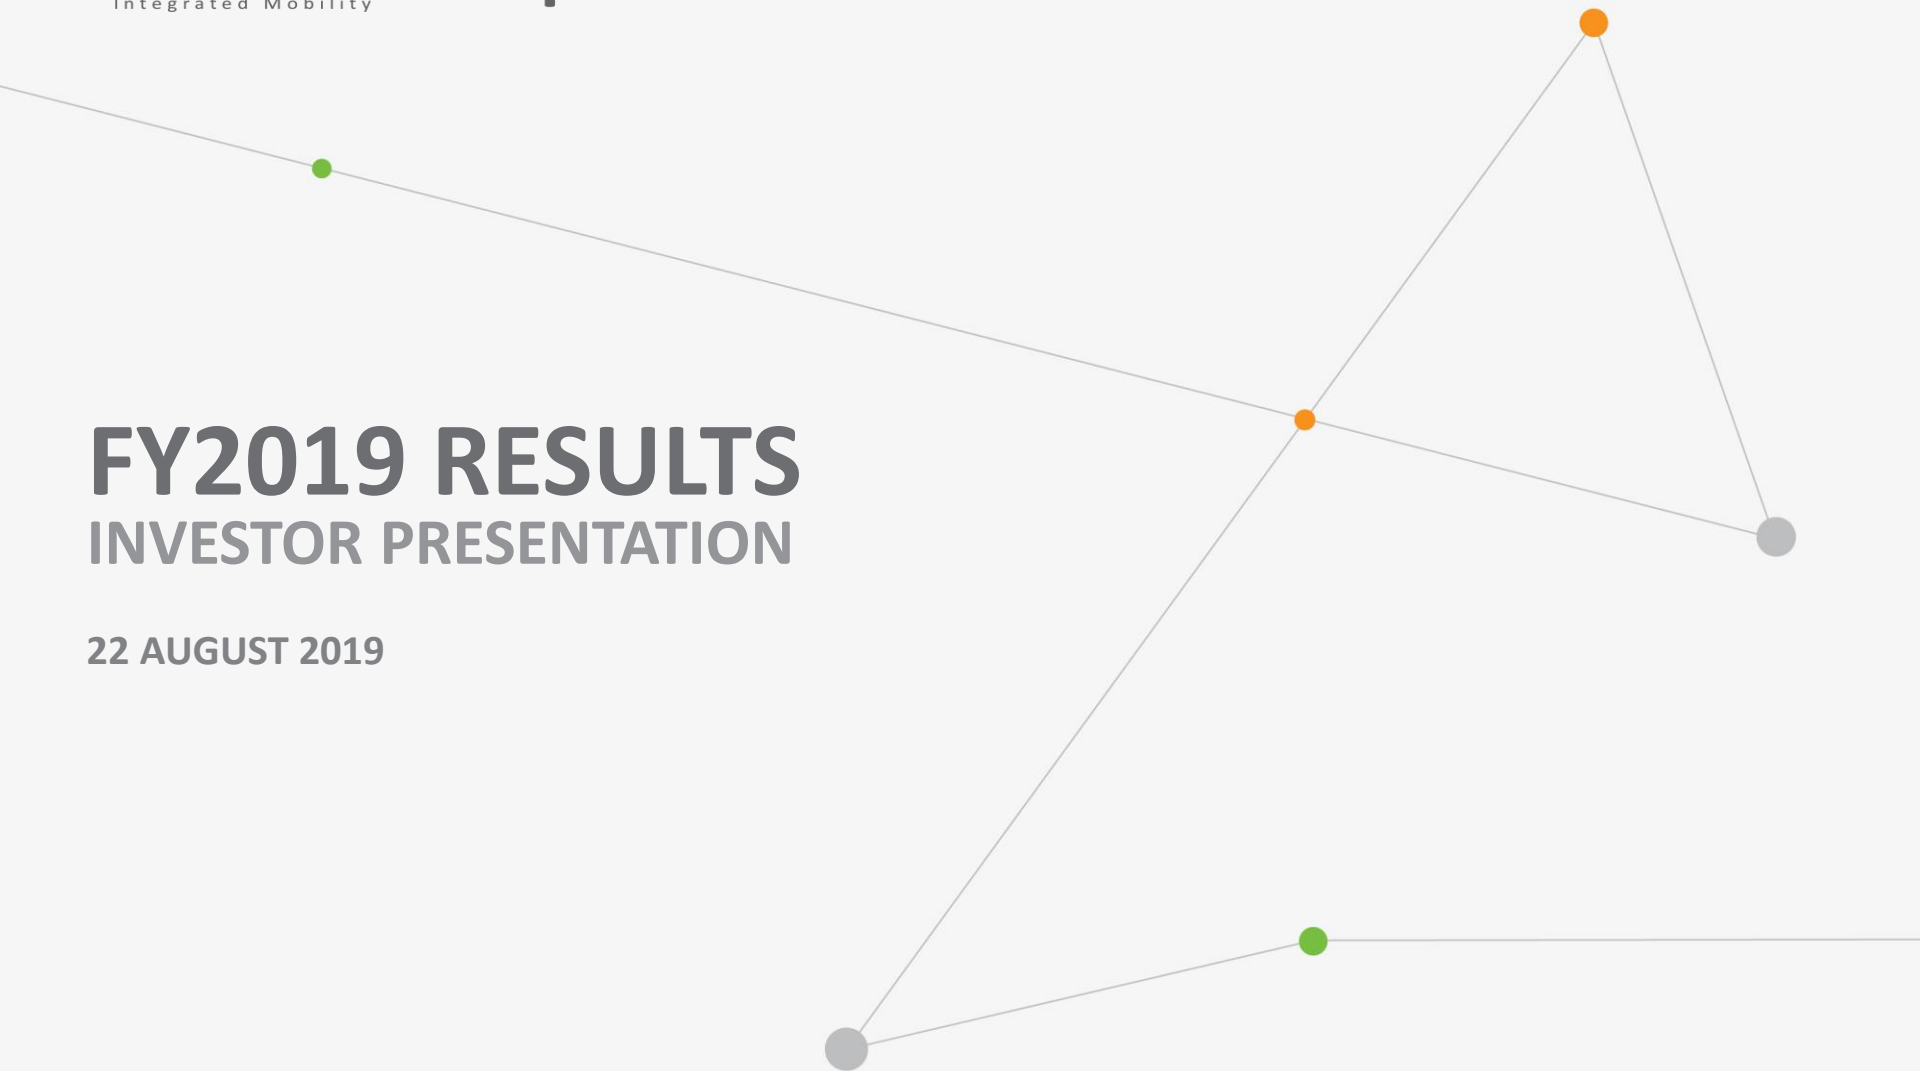 Integrated Mobility
FY2019 RESULTS
INVESTOR PRESENTATION
22 AUGUST 2019